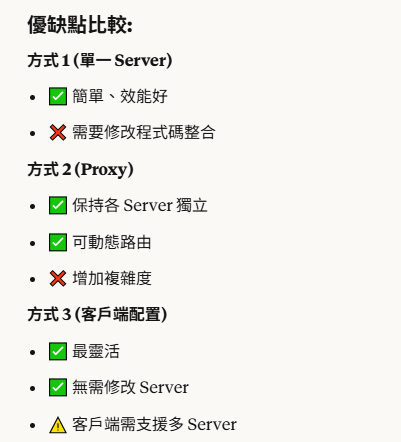 優缺點比較:
方式 1 (單一 Server)
• ✅ 簡單、效能好
• ❌ 需要修改程式碼整合
方式 2 (Proxy)
• ✅ 保持各 Server 獨立
• ✅ 可動態路由
• ❌ 增加複雜度
方式 3 (客戶端配置)
• ✅ 最靈活
• ✅ 無需修改 Server
• ⚠️ 客戶端需支援多 Server